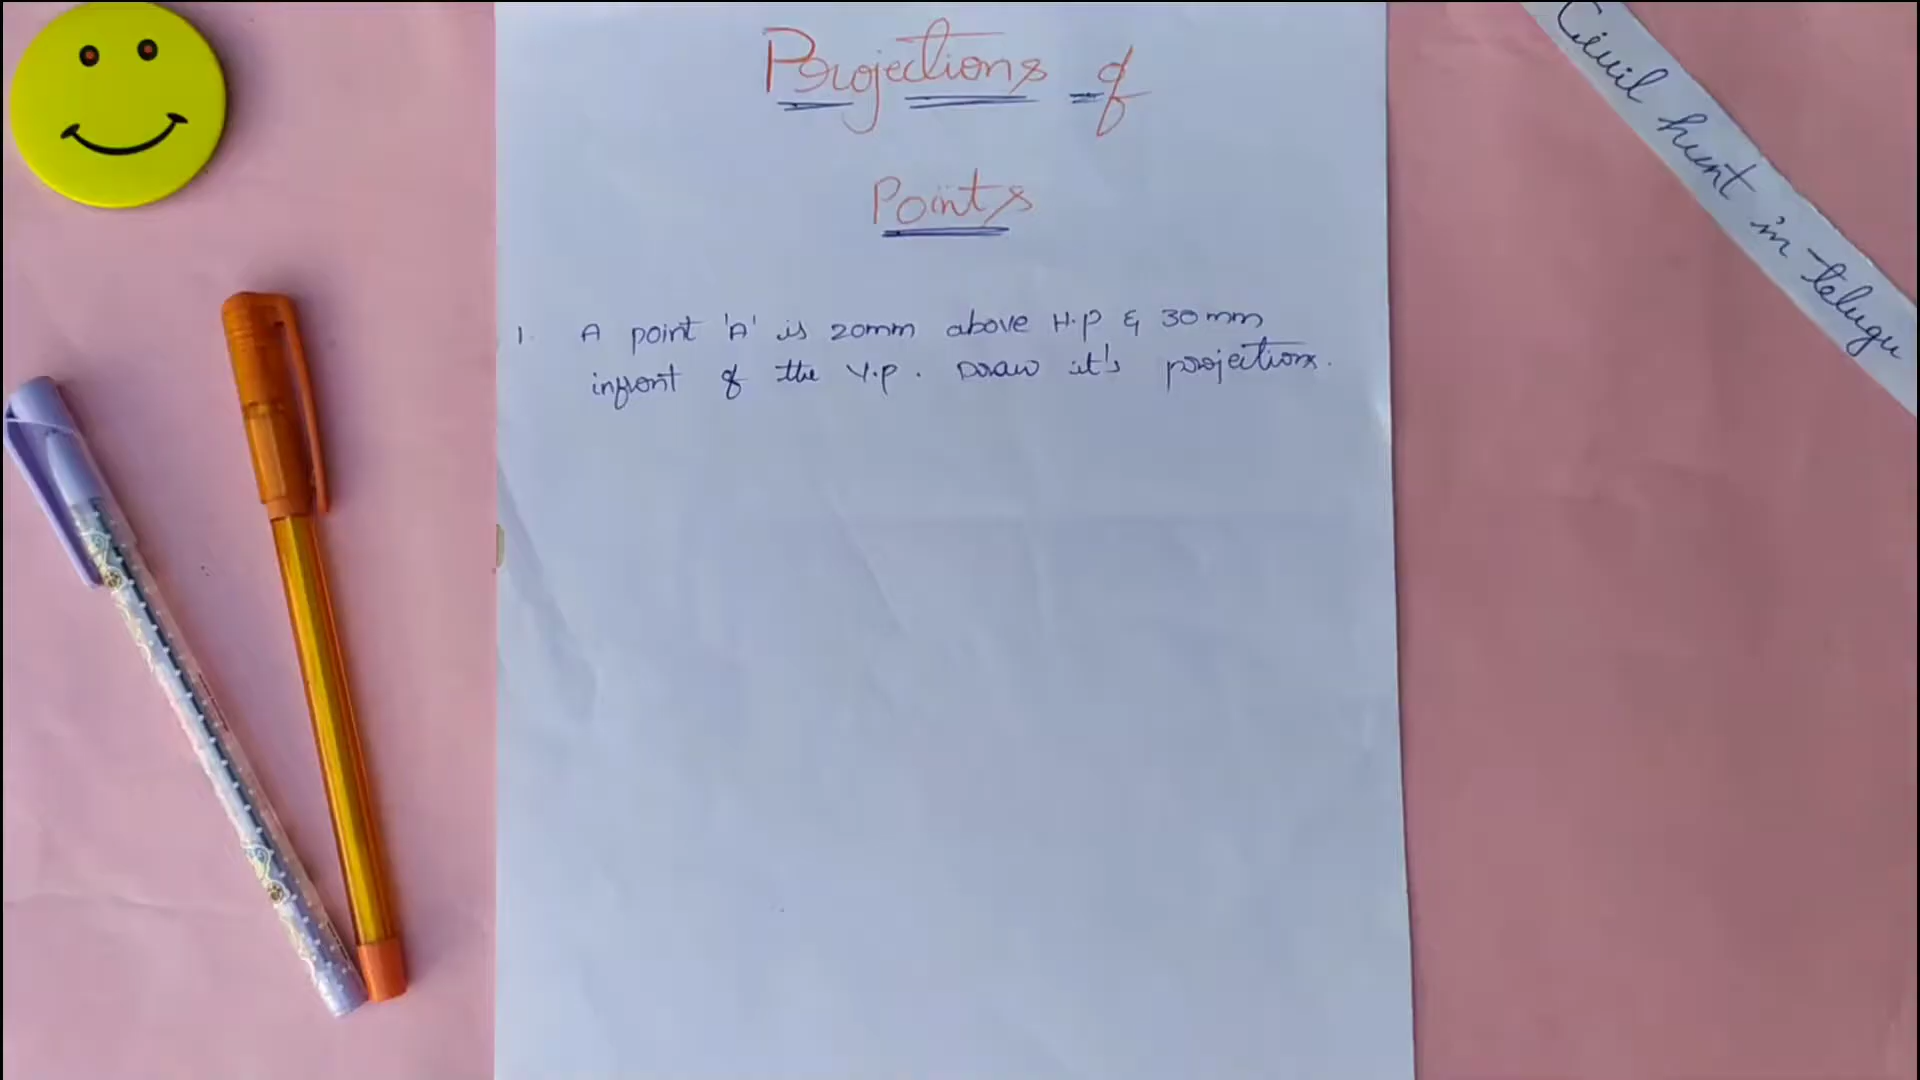 Projections of
Points
1. A point 'A' is 20mm above H.P & 30mm
infront of the V.P. Draw it's projections.
Civil hunt in telugu